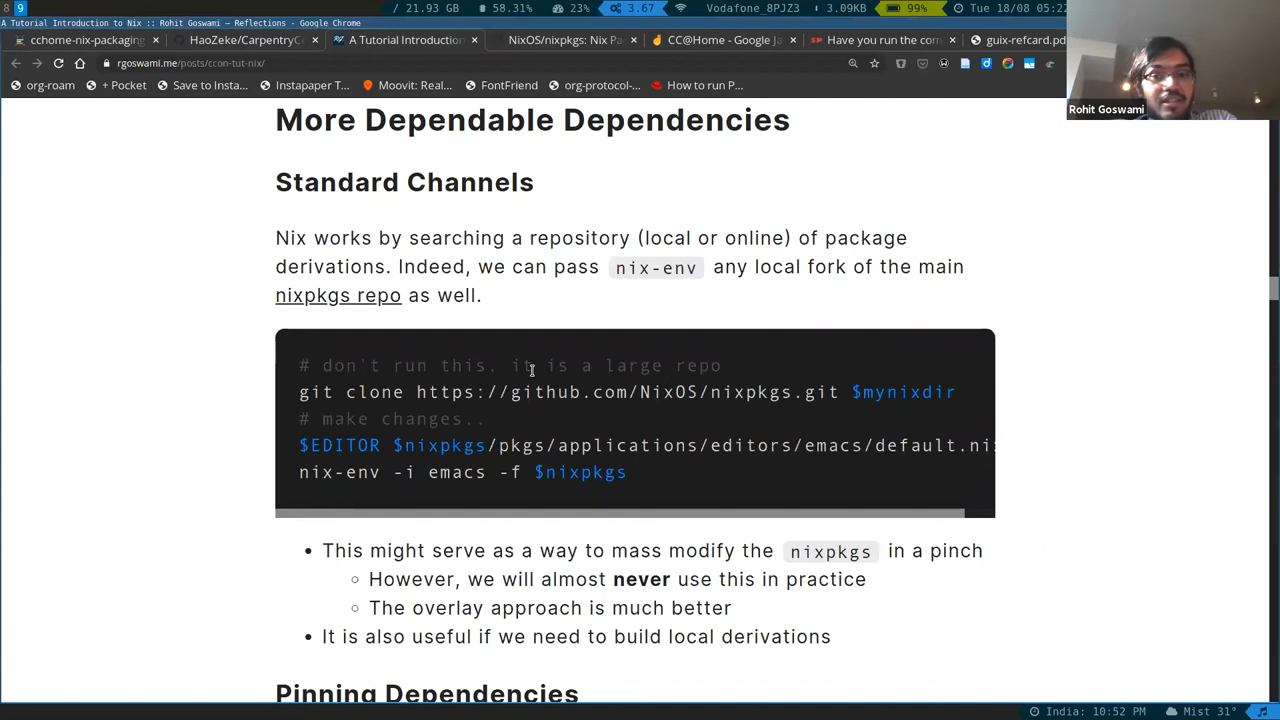 8 9 / 21.93 GB 58.31% 23% 3.67 Vodafone_8PJZ3 3.09KB 99% Tue 18/08 05:22
A Tutorial Introduction to Nix :: Rohit Goswami — Reflections - Google Chrome
cchome-nix-packaging × HaoZeke/CarpentryC × A Tutorial Introduction × NixOS/nixpkgs: Nix Pa × CC@Home - Google Ja × Have you run the com × guix-refcard.pd
rgoswami.me/posts/ccon-tut-nix/
org-roam + Pocket Save to Insta... Instapaper T... Moovit: Real... FontFriend org-protocol-... How to run P...
Rohit Goswami
More Dependable Dependencies
Standard Channels
Nix works by searching a repository (local or online) of package
derivations. Indeed, we can pass nix-env any local fork of the main
nixpkgs repo as well.
# don't run this, it is a large repo
git clone https://github.com/NixOS/nixpkgs.git $mynixdir
# make changes..
$EDITOR $nixpkgs/pkgs/applications/editors/emacs/default.ni
nix-env -i emacs -f $nixpkgs
• This might serve as a way to mass modify the nixpkgs in a pinch
◦ However, we will almost never use this in practice
◦ The overlay approach is much better
• It is also useful if we need to build local derivations
Pinning Dependencies
India: 10:52 PM Mist 31°